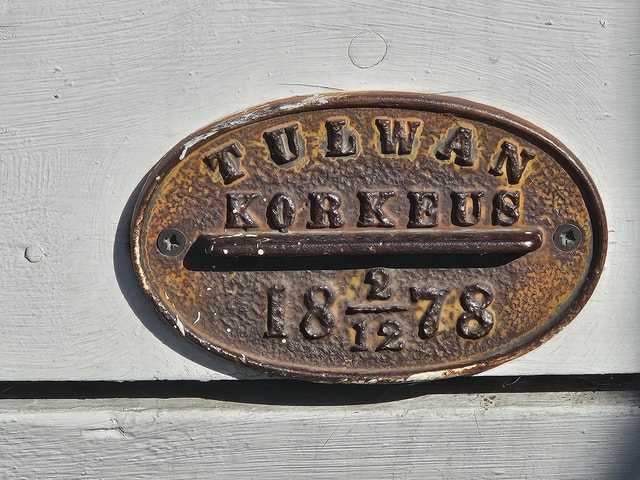 TULWAN
KORKEUS
18 2/12 78